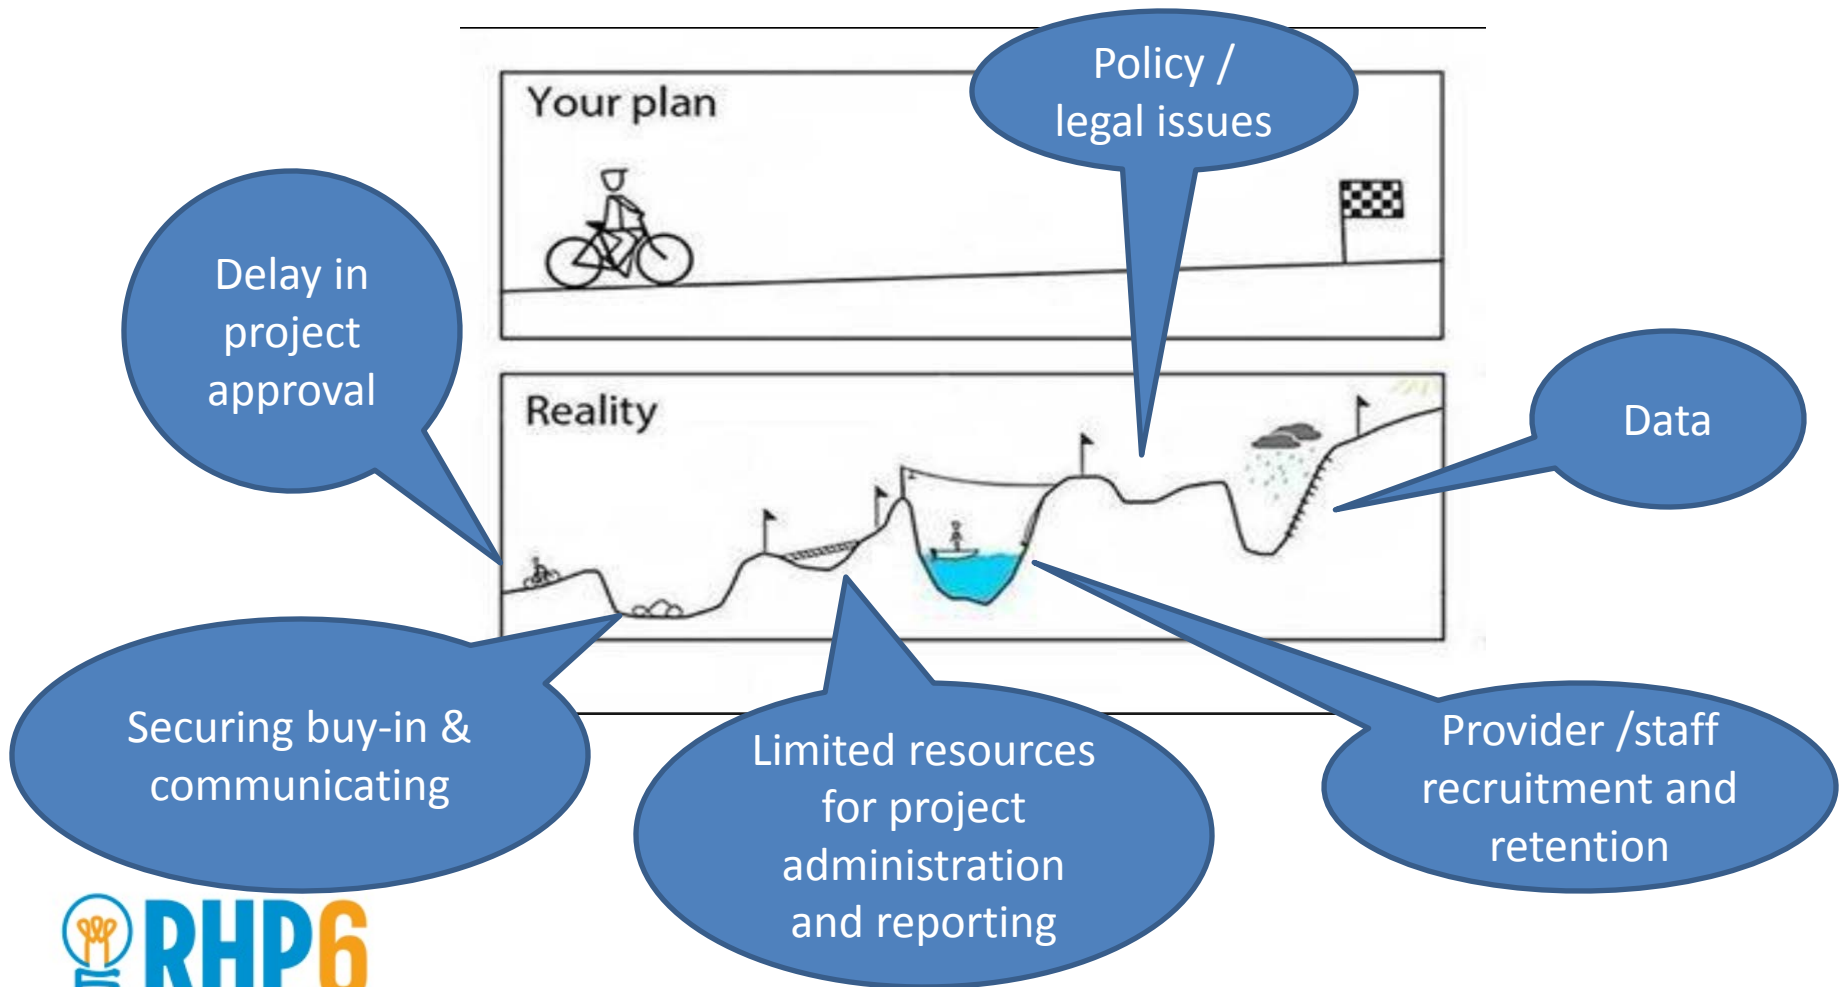 Policy /
legal issues
Your plan
Delay in
project
approval
Reality
Data
Securing buy-in &
communicating
Limited resources
for project
administration
and reporting
Provider /staff
recruitment and
retention
RHP6